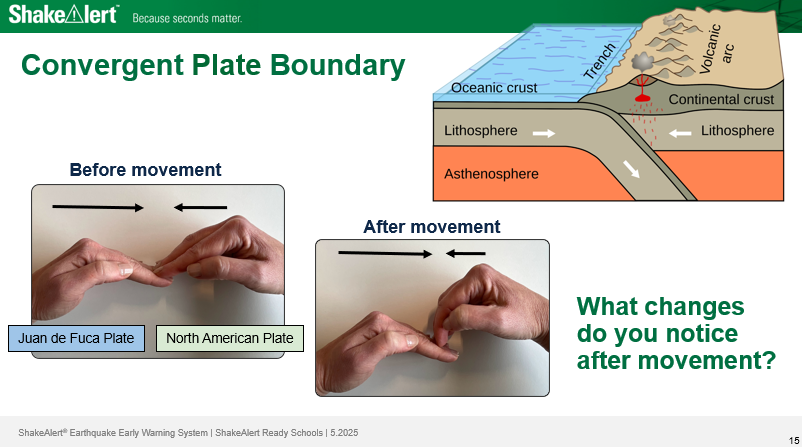 ShakeAlert® Because seconds matter.
Convergent Plate Boundary
Trench
Volcanic
arc
Oceanic crust
Continental crust
Lithosphere
Lithosphere
Asthenosphere
Before movement
Juan de Fuca Plate
North American Plate
After movement
What changes
do you notice
after movement?
ShakeAlert® Earthquake Early Warning System | ShakeAlert Ready Schools | 5.2025
15